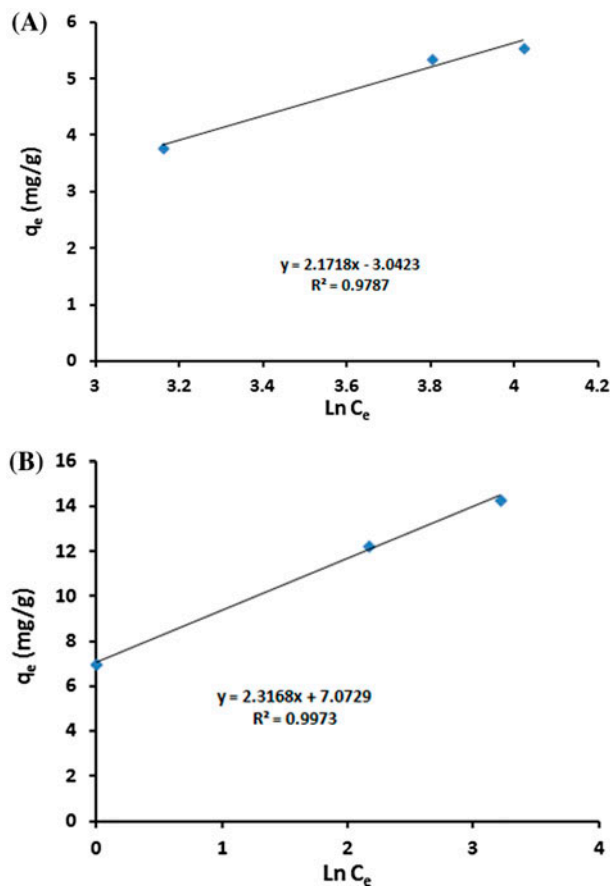 (A)
6
5
4
3
2
1
0
qe (mg/g)
y = 2.1718x - 3.0423
R² = 0.9787
3 3.2 3.4 3.6 3.8 4 4.2
Ln Ce
(B)
16
14
12
10
8
6
4
2
0
qe (mg/g)
y = 2.3168x + 7.0729
R² = 0.9973
0 1 2 3 4
Ln Ce